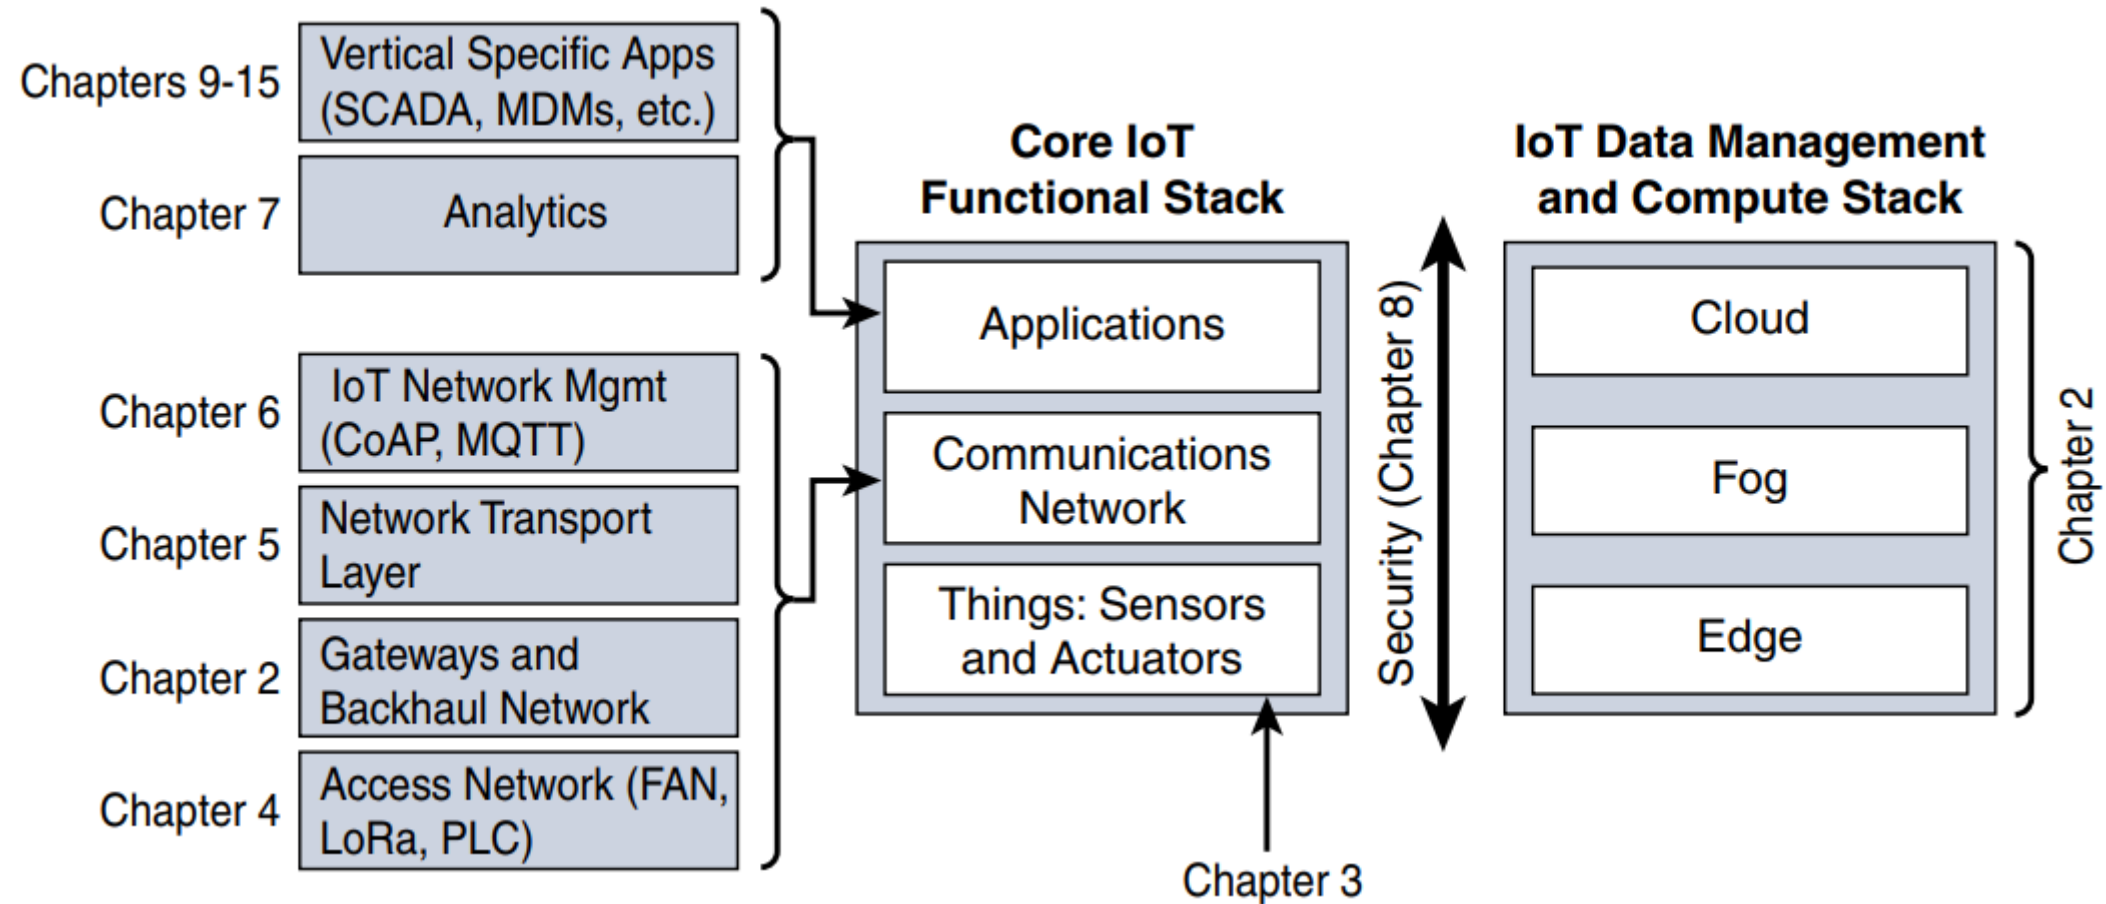 Chapters 9-15
Vertical Specific Apps
(SCADA, MDMs, etc.)
Chapter 7
Analytics
Chapter 6
IoT Network Mgmt
(CoAP, MQTT)
Chapter 5
Network Transport
Layer
Chapter 2
Gateways and
Backhaul Network
Chapter 4
Access Network (FAN,
LoRa, PLC)
Core IoT
Functional Stack
Applications
Communications
Network
Things: Sensors
and Actuators
Chapter 3
Security (Chapter 8)
IoT Data Management
and Compute Stack
Cloud
Fog
Edge
Chapter 2